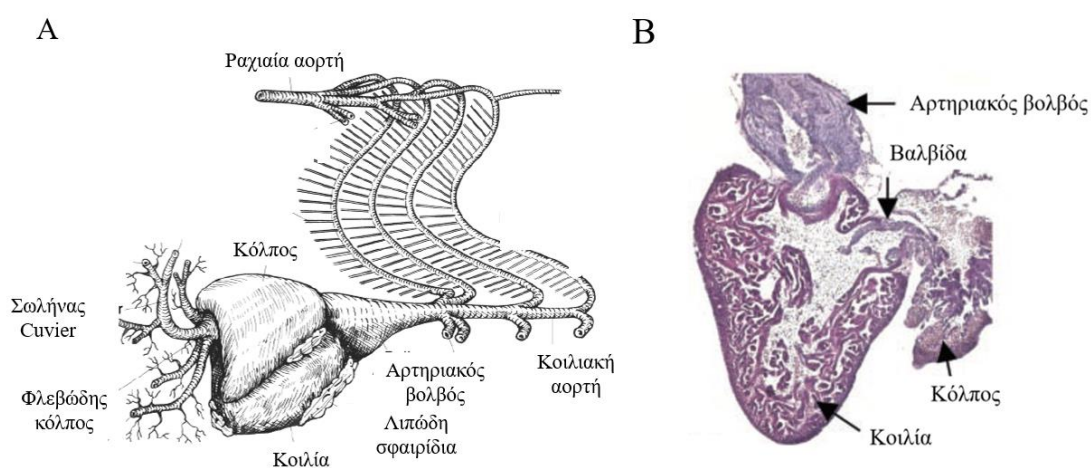 A
Ραχιαία αορτή
Κόλπος
Σωλήνας
Cuvier
Φλεβώδης
κόλπος
Κοιλία
Αρτηριακός
βολβός
Λιπώδη
σφαιρίδια
Κοιλιακή
αορτή
B
Αρτηριακός βολβός
Βαλβίδα
Κόλπος
Κοιλία